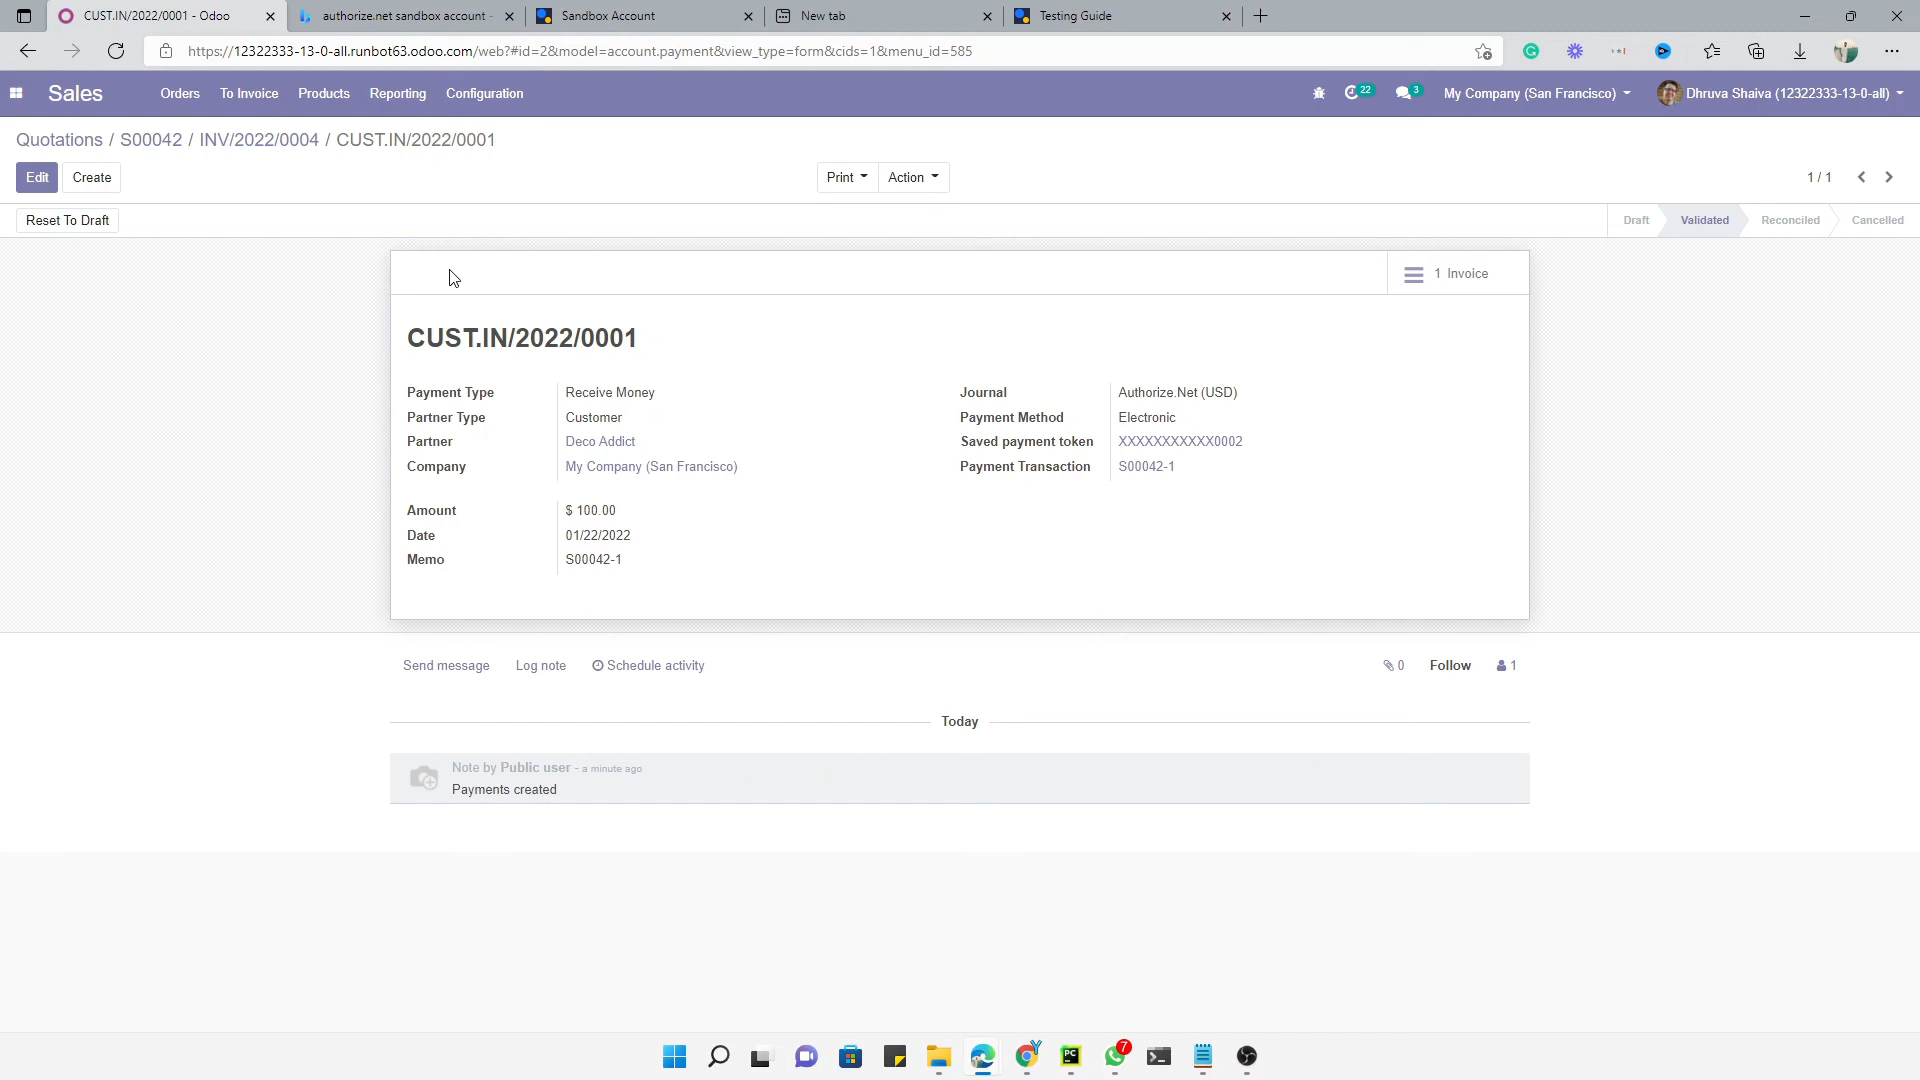 CUST.IN/2022/0001 - Odoo
authorize.net sandbox account -
Sandbox Account
New tab
Testing Guide
https://12322333-13-0-all.runbot63.odoo.com/web?#id=2&model=account.payment&view_type=form&cids=1&menu_id=585
Sales
Orders
To Invoice
Products
Reporting
Configuration
22
3
My Company (San Francisco)
Dhruva Shaiva (12322333-13-0-all)
Quotations / S00042 / INV/2022/0004 / CUST.IN/2022/0001
Edit
Create
Print
Action
1 / 1
Reset To Draft
Draft
Validated
Reconciled
Cancelled
1 Invoice
CUST.IN/2022/0001
Payment Type Receive Money
Partner Type Customer
Partner Deco Addict
Company My Company (San Francisco)
Journal Authorize.Net (USD)
Payment Method Electronic
Saved payment token XXXXXXXXXXX0002
Payment Transaction S00042-1
Amount $ 100.00
Date 01/22/2022
Memo S00042-1
Send message
Log note
Schedule activity
0
Follow
1
Today
Note by Public user - a minute ago
Payments created
PC
7